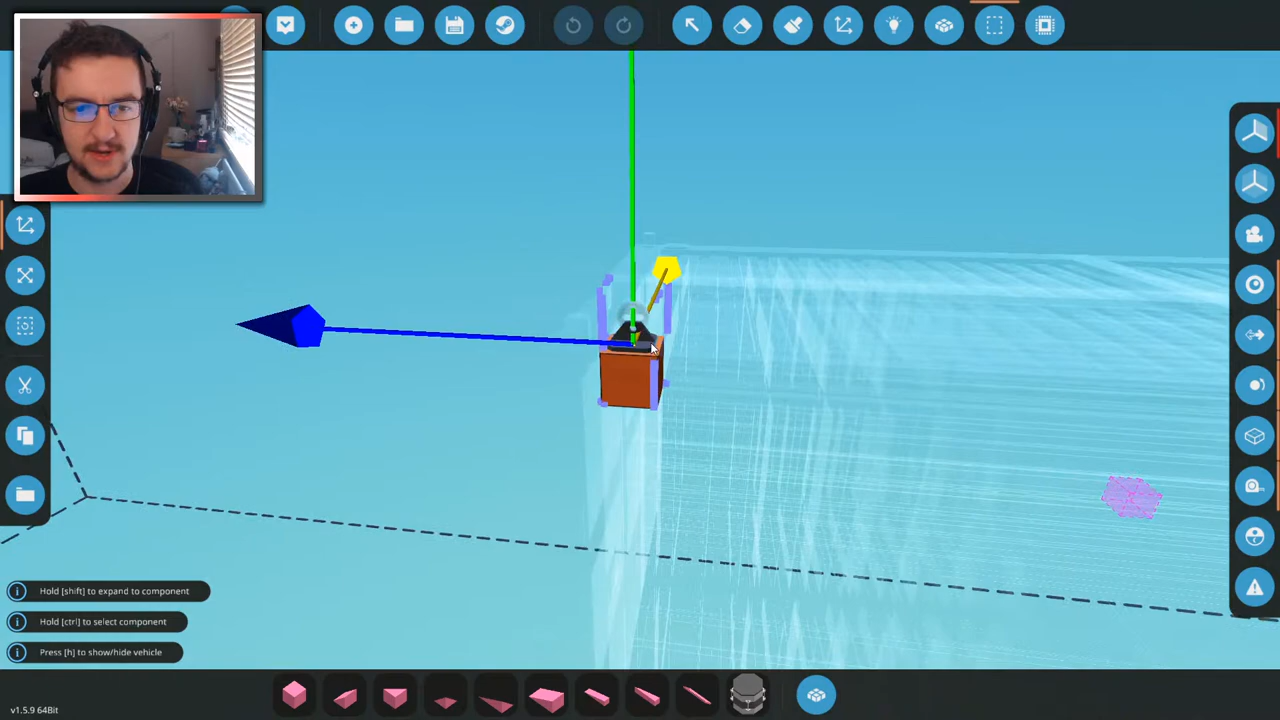 Hold [shift] to expand to component
Hold [ctrl] to select component
Press [h] to show/hide vehicle
v1.5.9 64Bit